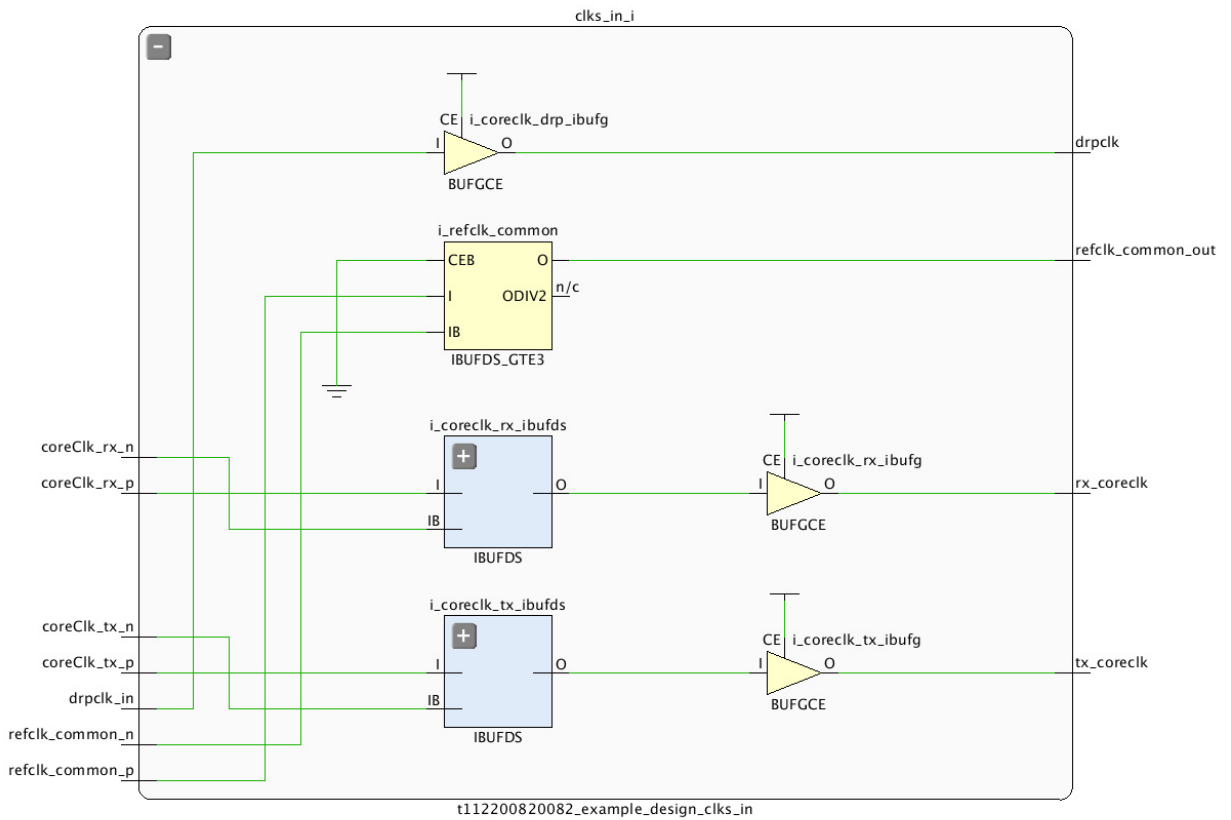 clks_in_i
CE i_coreclk_drp_ibufg
I O
drpclk
BUFGCE
i_refclk_common
CEB O
refclk_common_out
I ODIV2 n/c
IB
IBUFDS_GTE3
i_coreclk_rx_ibufds
coreClk_rx_n
CE i_coreclk_rx_ibufg
coreClk_rx_p
I O
I O
rx_coreclk
IB
BUFGCE
IBUFDS
i_coreclk_tx_ibufds
coreClk_tx_n
CE i_coreclk_tx_ibufg
coreClk_tx_p
I O
I O
tx_coreclk
drpclk_in
IB
BUFGCE
refclk_common_n
IBUFDS
refclk_common_p
t112200820082_example_design_clks_in